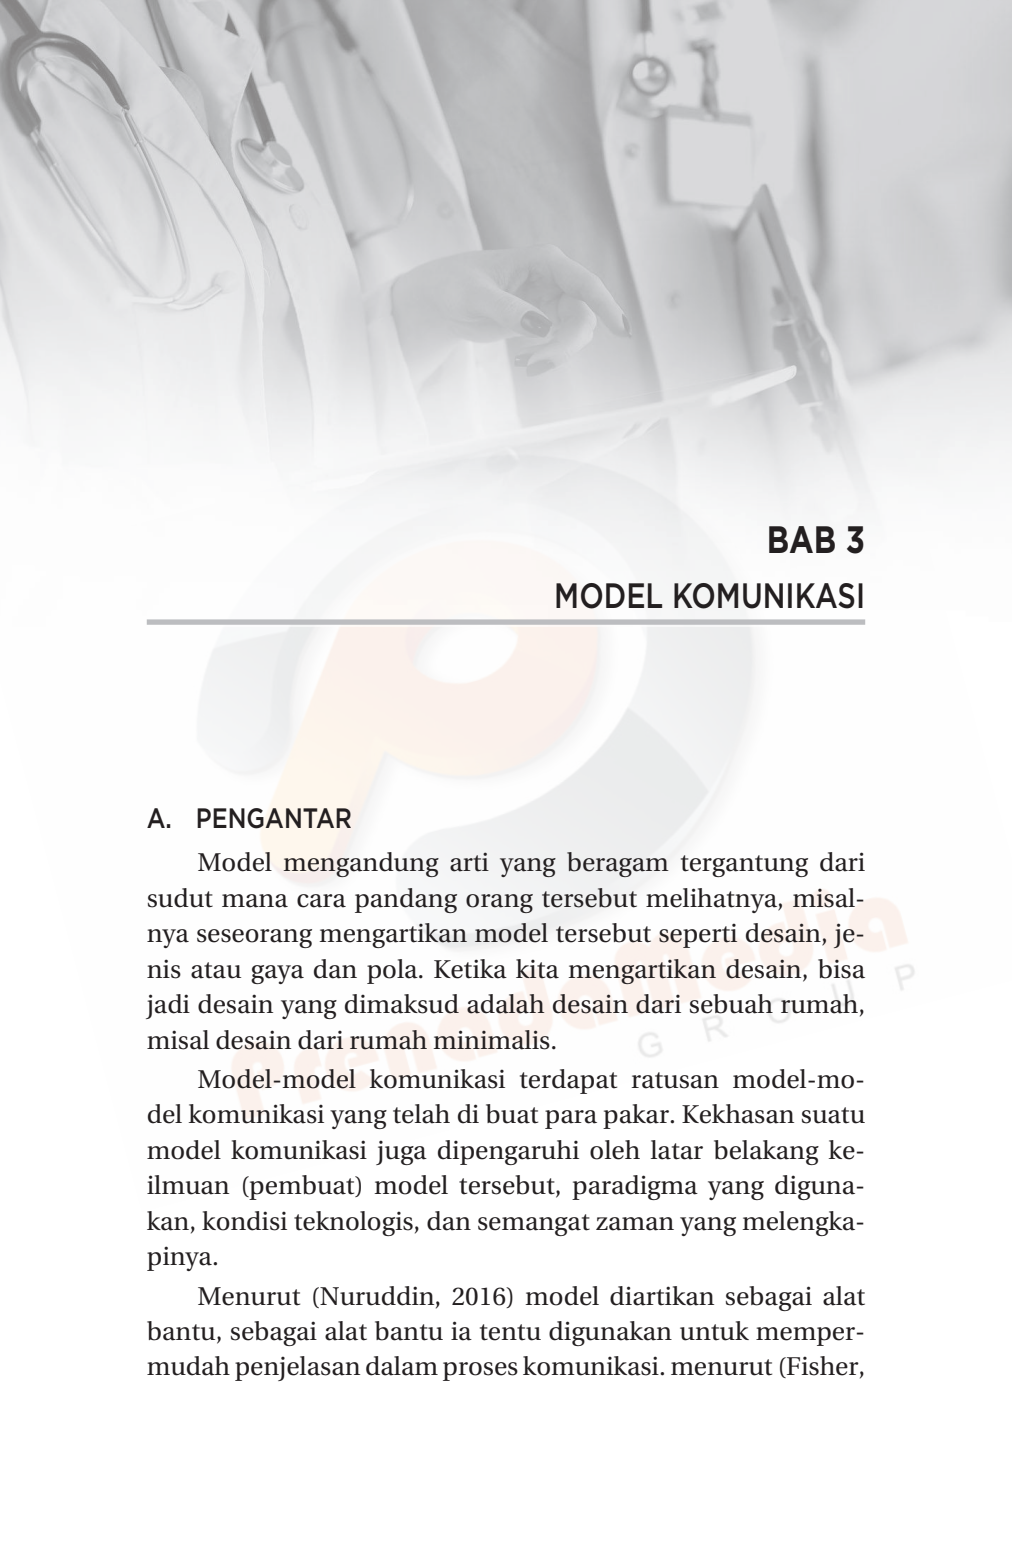 BAB 3
MODEL KOMUNIKASI
A. PENGANTAR
Model mengandung arti yang beragam tergantung dari
sudut mana cara pandang orang tersebut melihatnya, misal-
nya seseorang mengartikan model tersebut seperti desain, je-
nis atau gaya dan pola. Ketika kita mengartikan desain, bisa
jadi desain yang dimaksud adalah desain dari sebuah rumah,
misal desain dari rumah minimalis.
Model-model komunikasi terdapat ratusan model-mo-
del komunikasi yang telah di buat para pakar. Kekhasan suatu
model komunikasi juga dipengaruhi oleh latar belakang ke-
ilmuan (pembuat) model tersebut, paradigma yang diguna-
kan, kondisi teknologis, dan semangat zaman yang melengka-
pinya.
Menurut (Nuruddin, 2016) model diartikan sebagai alat
bantu, sebagai alat bantu ia tentu digunakan untuk memper-
mudah penjelasan dalam proses komunikasi. menurut (Fisher,
PrenadaMedia
GROUP